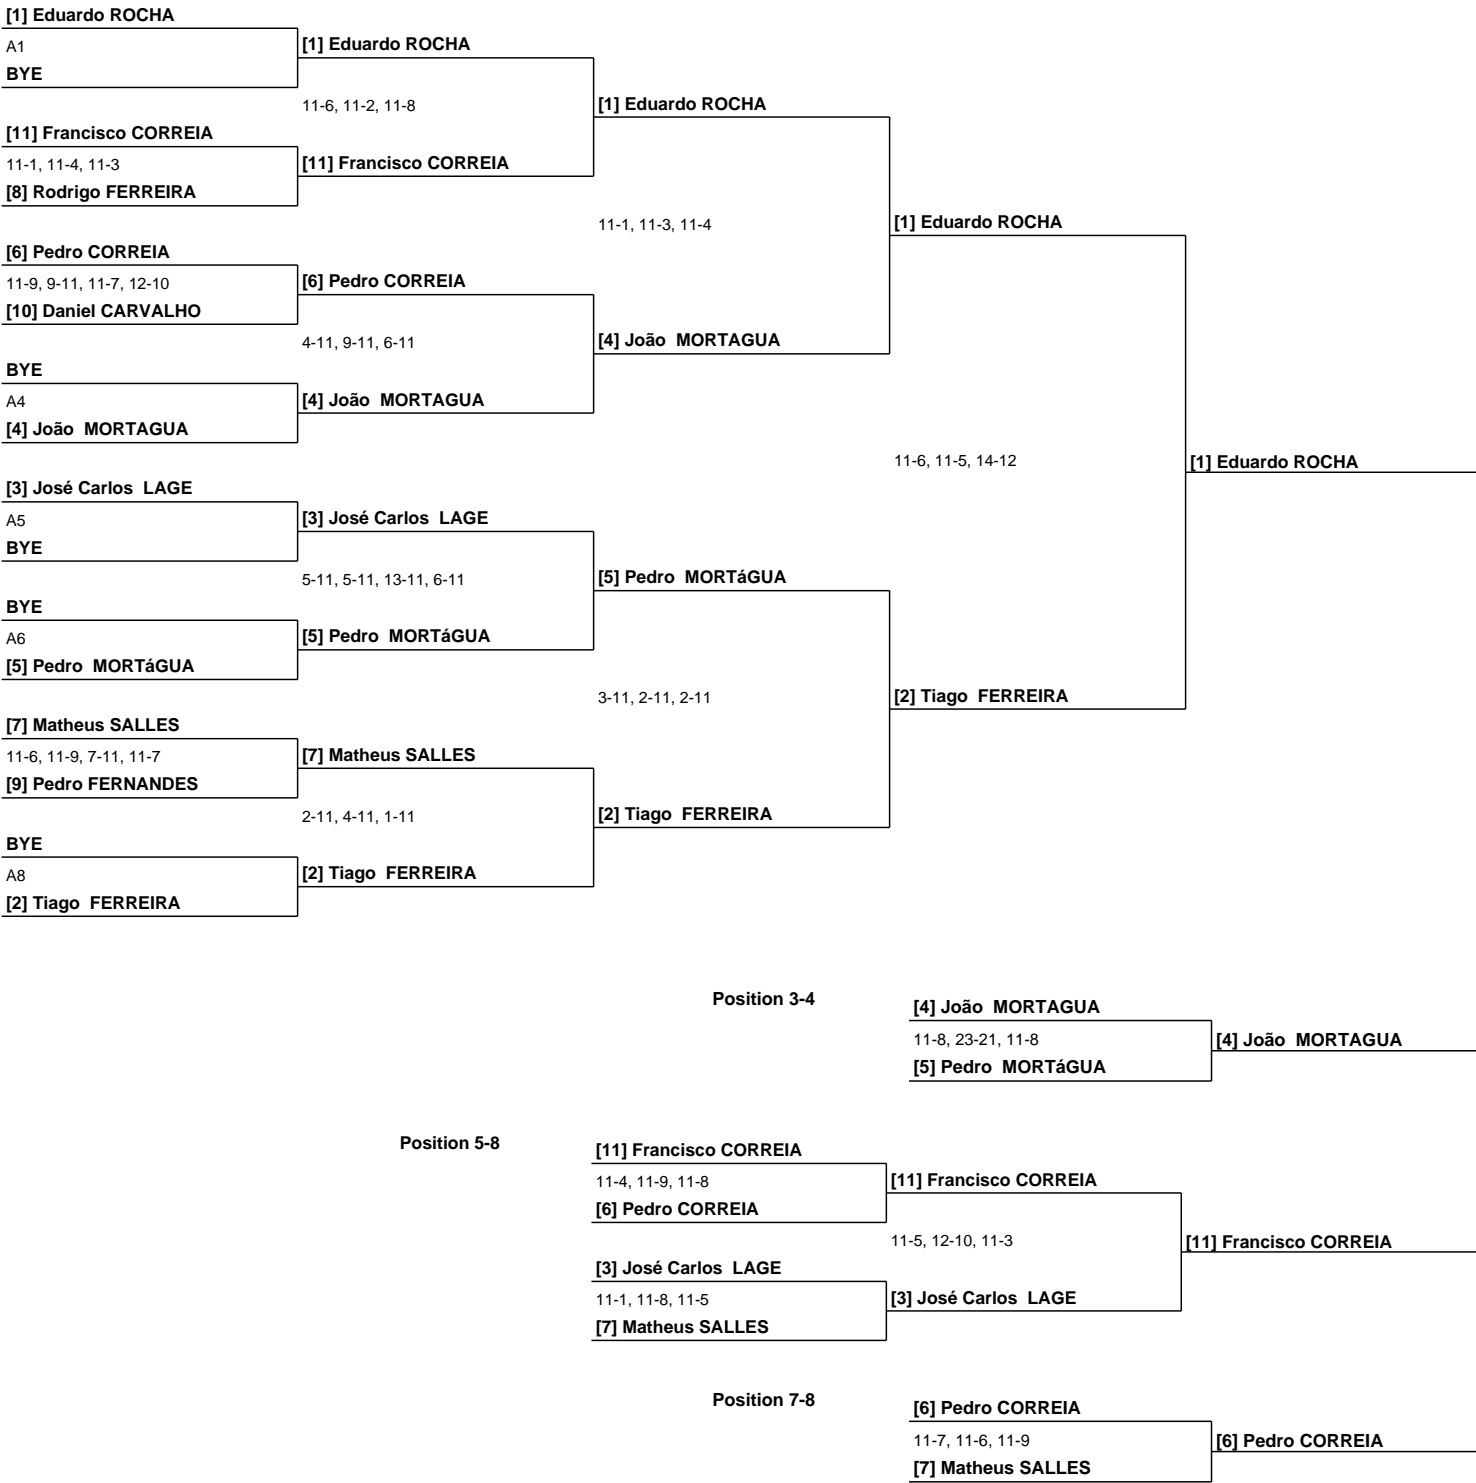 [1] Eduardo ROCHA
A1
[1] Eduardo ROCHA
BYE
11-6, 11-2, 11-8
[1] Eduardo ROCHA
[11] Francisco CORREIA
11-1, 11-4, 11-3
[11] Francisco CORREIA
[8] Rodrigo FERREIRA
11-1, 11-3, 11-4
[1] Eduardo ROCHA
[6] Pedro CORREIA
11-9, 9-11, 11-7, 12-10
[6] Pedro CORREIA
[10] Daniel CARVALHO
4-11, 9-11, 6-11
[4] João MORTAGUA
BYE
A4
[4] João MORTAGUA
[4] João MORTAGUA
11-6, 11-5, 14-12
[1] Eduardo ROCHA
[3] José Carlos LAGE
A5
[3] José Carlos LAGE
BYE
5-11, 5-11, 13-11, 6-11
[5] Pedro MORTáGUA
BYE
A6
[5] Pedro MORTáGUA
[5] Pedro MORTáGUA
3-11, 2-11, 2-11
[2] Tiago FERREIRA
[7] Matheus SALLES
11-6, 11-9, 7-11, 11-7
[7] Matheus SALLES
[9] Pedro FERNANDES
2-11, 4-11, 1-11
[2] Tiago FERREIRA
BYE
A8
[2] Tiago FERREIRA
[2] Tiago FERREIRA
Position 3-4
[4] João MORTAGUA
11-8, 23-21, 11-8
[4] João MORTAGUA
[5] Pedro MORTáGUA
Position 5-8
[11] Francisco CORREIA
11-4, 11-9, 11-8
[11] Francisco CORREIA
[6] Pedro CORREIA
11-5, 12-10, 11-3
[11] Francisco CORREIA
[3] José Carlos LAGE
11-1, 11-8, 11-5
[3] José Carlos LAGE
[7] Matheus SALLES
Position 7-8
[6] Pedro CORREIA
11-7, 11-6, 11-9
[6] Pedro CORREIA
[7] Matheus SALLES